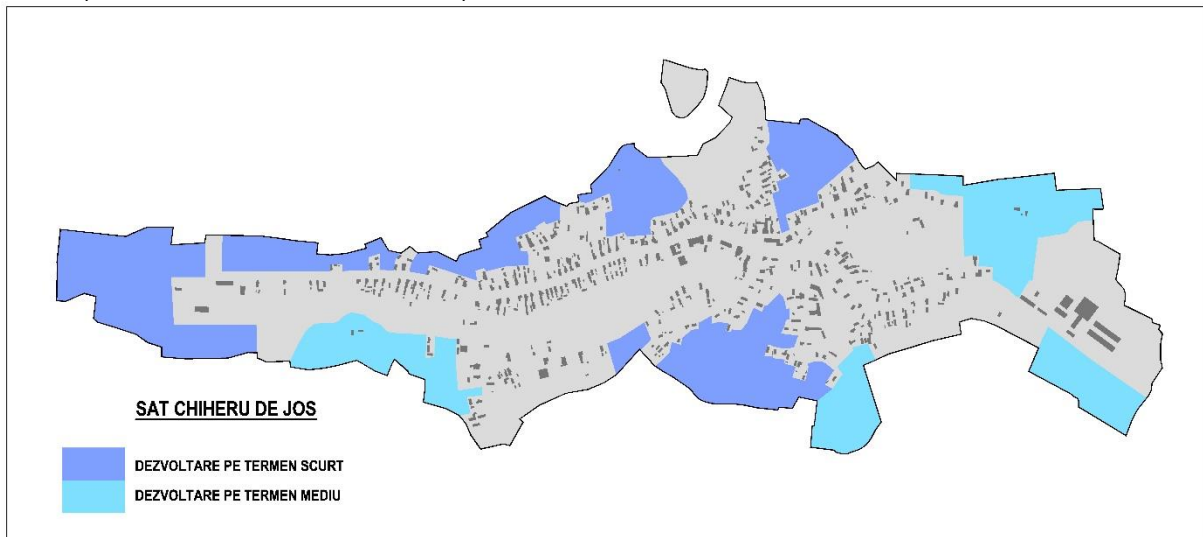 SAT CHIHERU DE JOS
DEZVOLTARE PE TERMEN SCURT
DEZVOLTARE PE TERMEN MEDIU